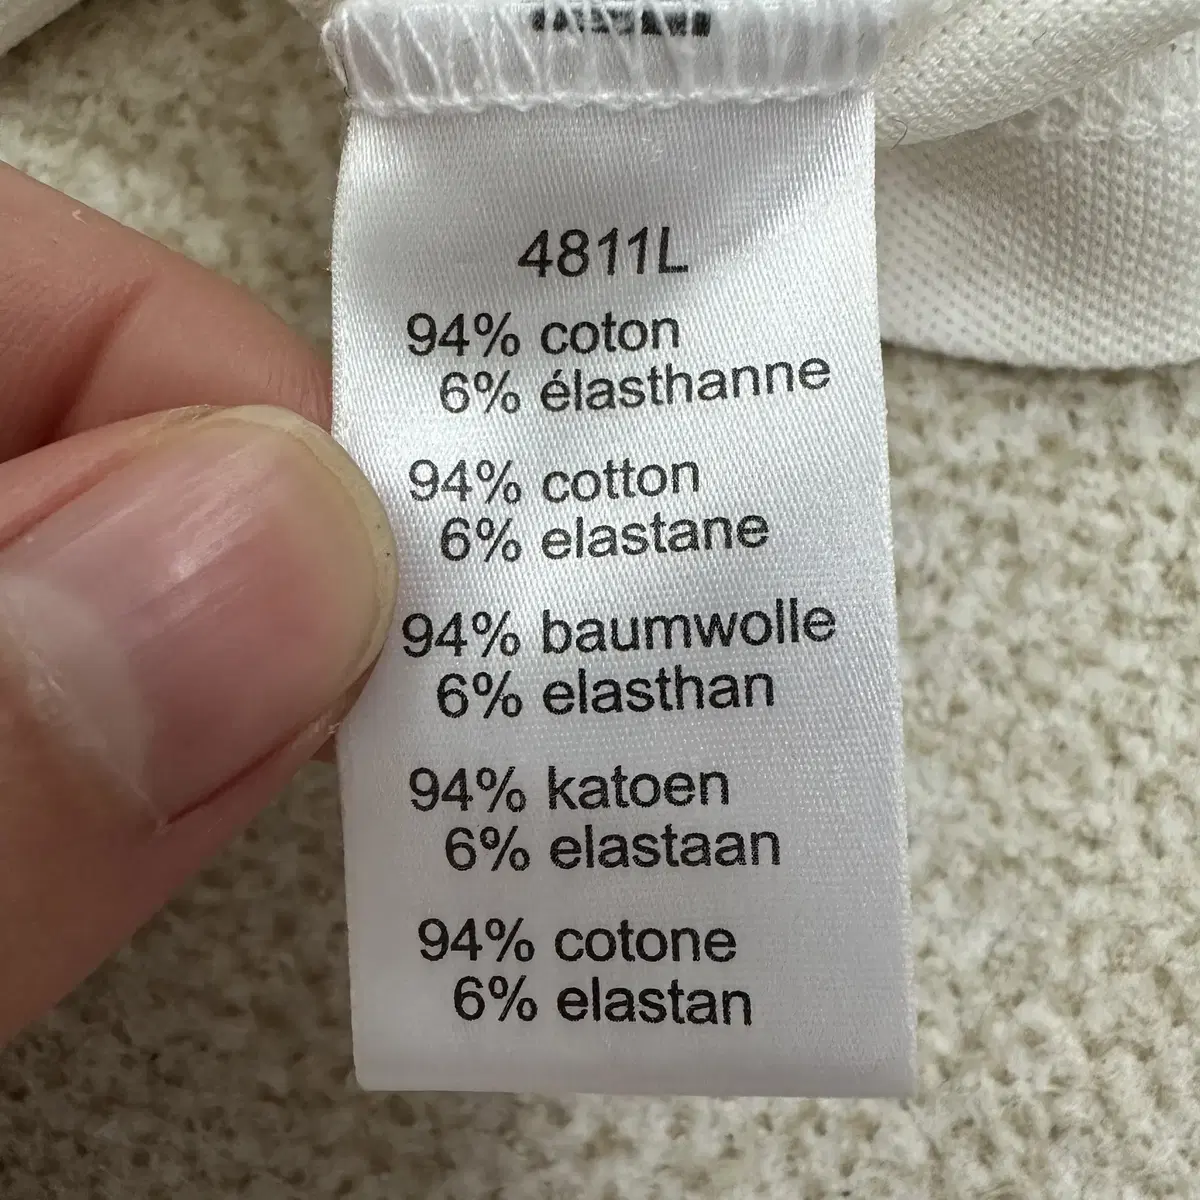 4811L
94% coton
6% élasthanne
94% cotton
6% elastane
94% baumwolle
6% elasthan
94% katoen
6% elastaan
94% cotone
6% elastan